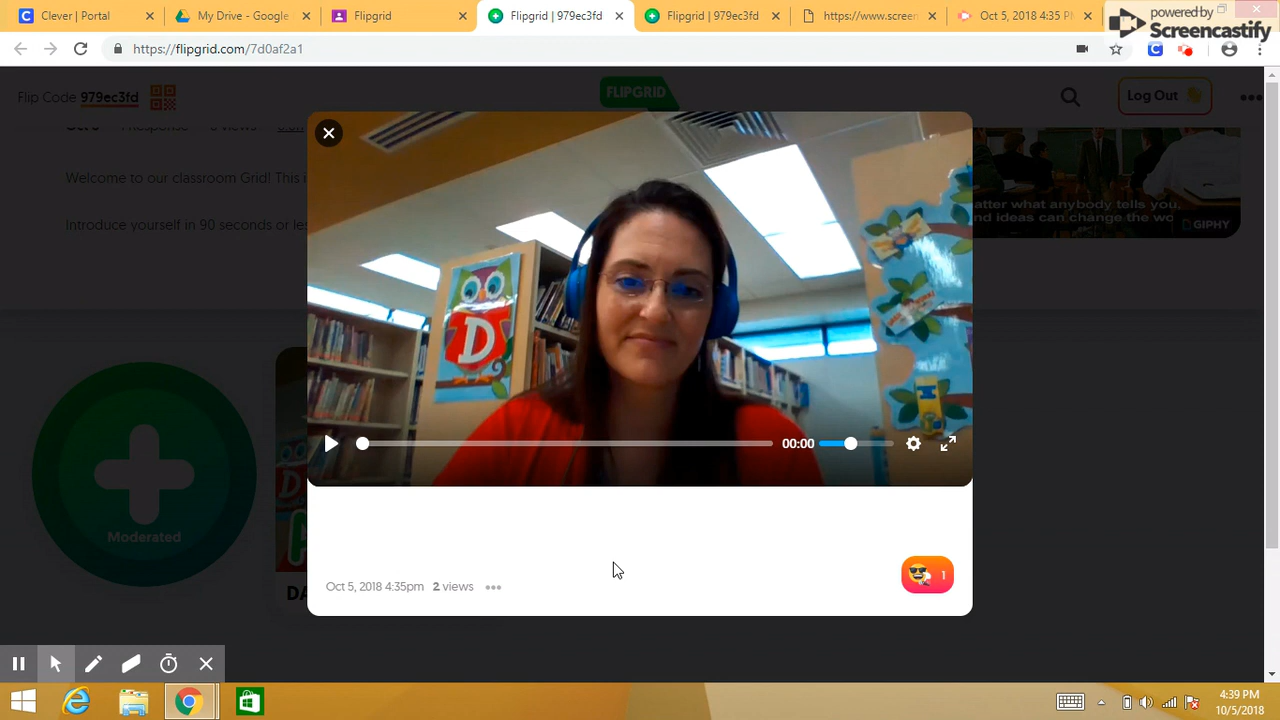 Clever | Portal
My Drive - Google
Flipgrid
Flipgrid | 979ec3fd
Flipgrid | 979ec3fd
https://www.screen
Oct 5, 2018 4:35 P
powered by
Screencastify
https://flipgrid.com/7d0af2a1
Flip Code 979ec3fd
FLIPGRID
Log Out
Welcome to our classroom Grid! This i
Introduce yourself in 90 seconds or les
atter what anybody tells you,
nd ideas can change the wo
GIPHY
D
00:00
Moderated
DA
Oct 5, 2018 4:35pm 2 views
1
4:39 PM
10/5/2018